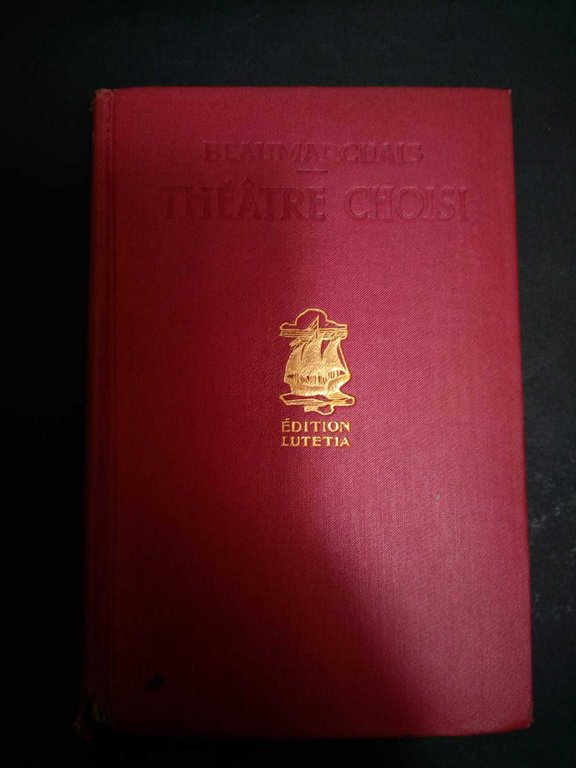 BEAUMARCHAIS
THÉÂTRE CHOISI
ÉDITION
LUTETIA